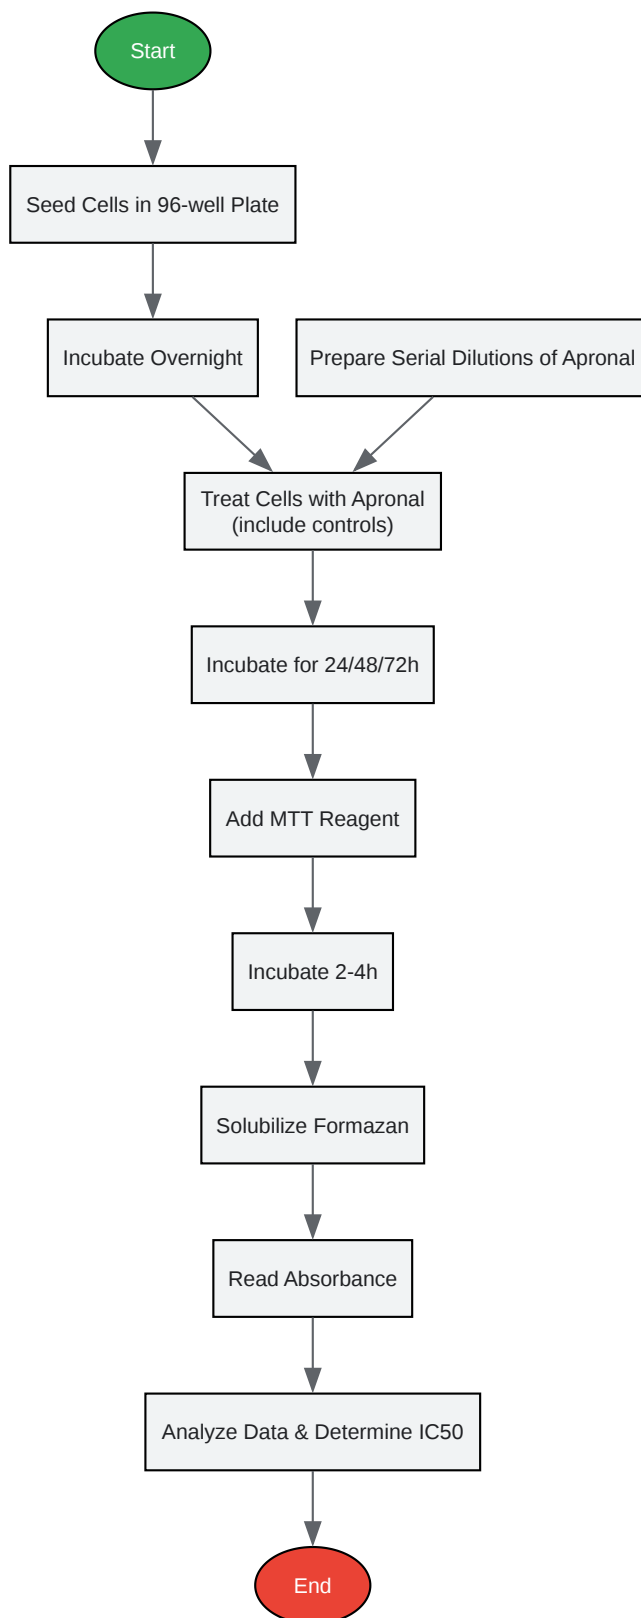 Start
Seed Cells in 96-well Plate
Incubate Overnight
Prepare Serial Dilutions of Apronal
Treat Cells with Apronal
(include controls)
Incubate for 24/48/72h
Add MTT Reagent
Incubate 2-4h
Solubilize Formazan
Read Absorbance
Analyze Data & Determine IC50
End